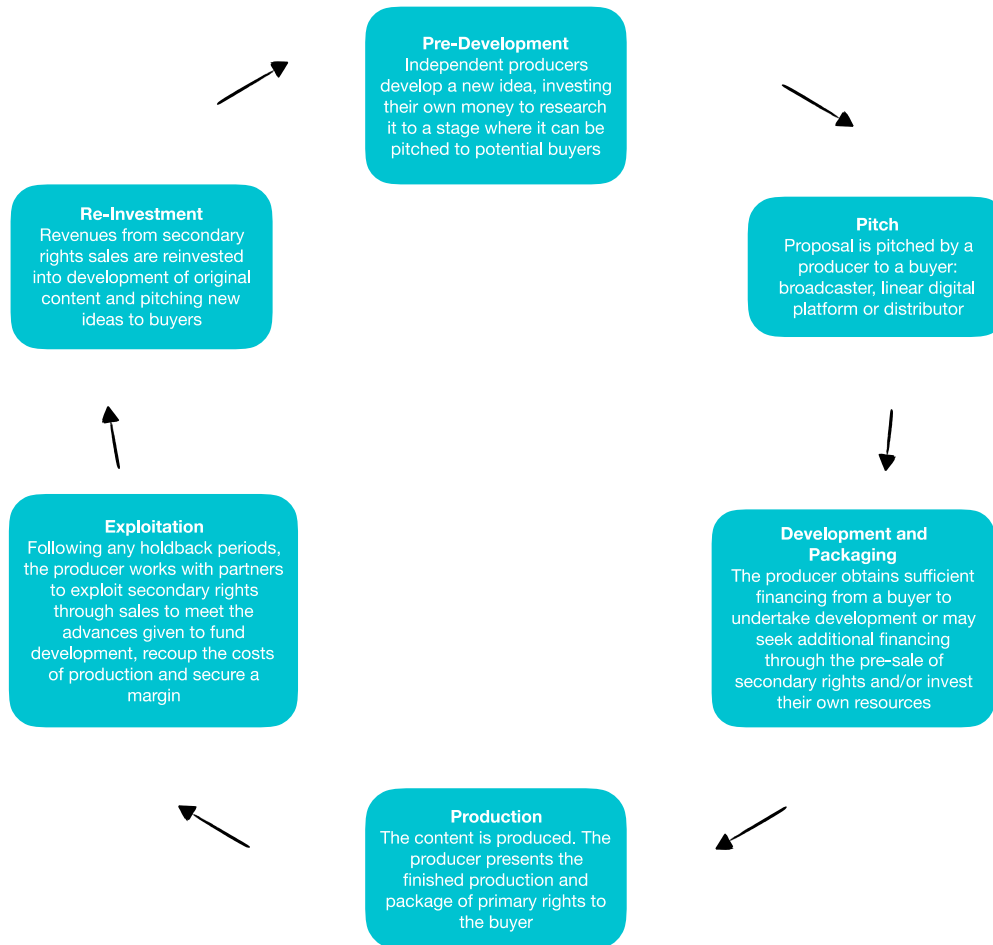 Pre-Development
Independent producers
develop a new idea, investing
their own money to research
it to a stage where it can be
pitched to potential buyers
Pitch
Proposal is pitched by a
producer to a buyer:
broadcaster, linear digital
platform or distributor
Development and
Packaging
The producer obtains sufficient
financing from a buyer to
undertake development or may
seek additional financing
through the pre-sale of
secondary rights and/or invest
their own resources
Production
The content is produced. The
producer presents the
finished production and
package of primary rights to
the buyer
Exploitation
Following any holdback periods,
the producer works with partners
to exploit secondary rights
through sales to meet the
advances given to fund
development, recoup the costs
of production and secure a
margin
Re-Investment
Revenues from secondary
rights sales are reinvested
into development of original
content and pitching new
ideas to buyers